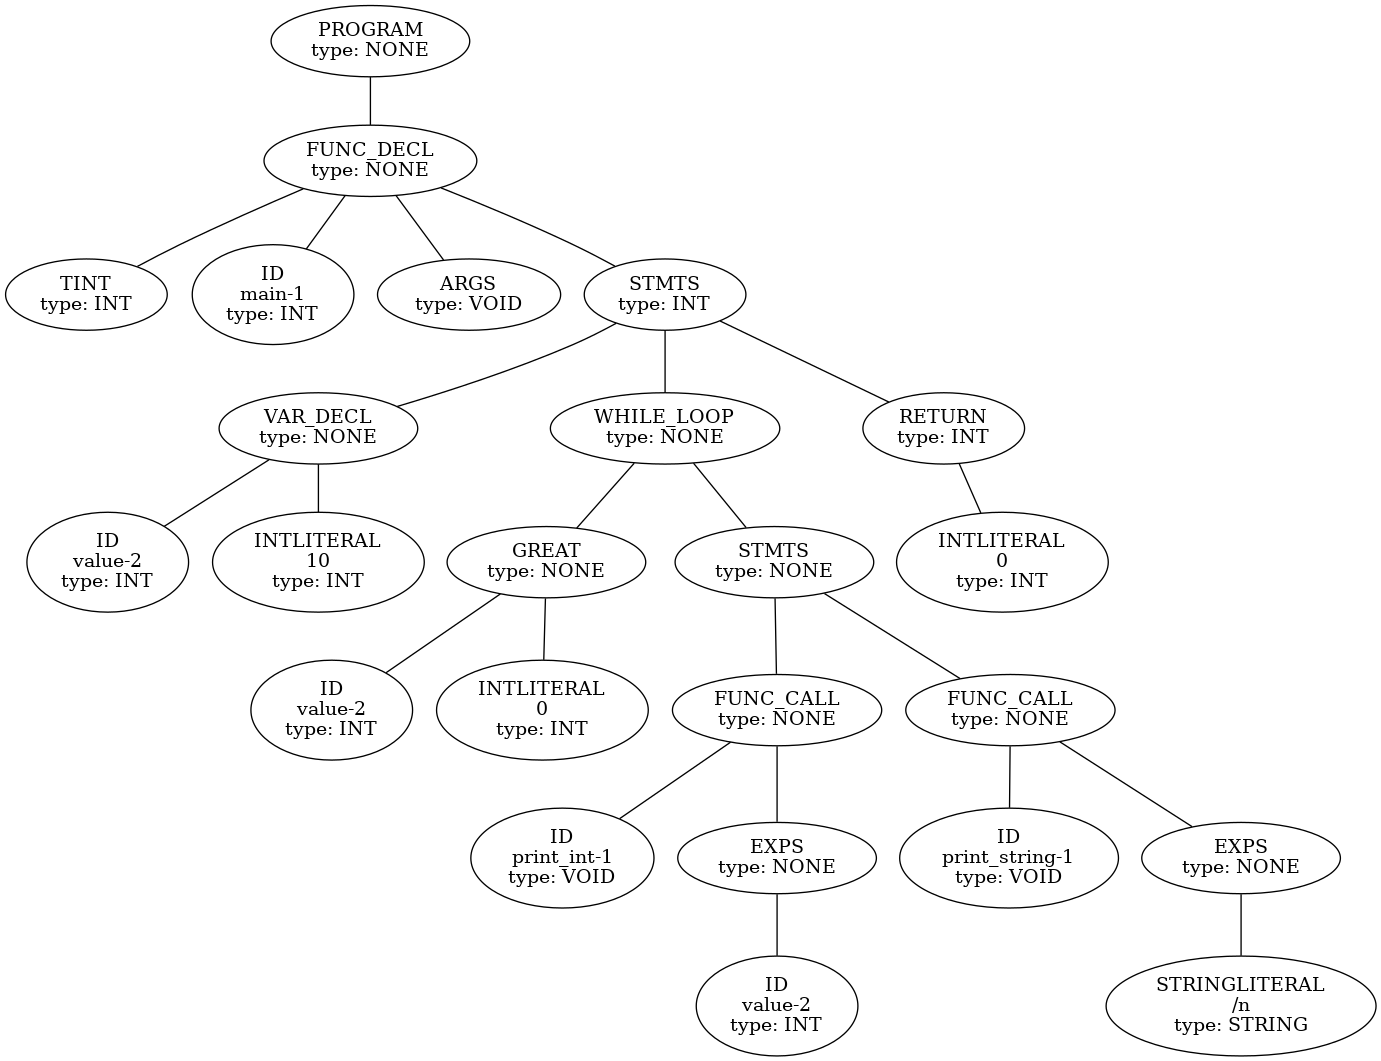 PROGRAM
type: NONE
FUNC_DECL
type: NONE
TINT
type: INT
ID
main-1
type: INT
ARGS
type: VOID
STMTS
type: INT
VAR_DECL
type: NONE
WHILE_LOOP
type: NONE
RETURN
type: INT
ID
value-2
type: INT
INTLITERAL
10
type: INT
GREAT
type: NONE
STMTS
type: NONE
INTLITERAL
0
type: INT
ID
value-2
type: INT
INTLITERAL
0
type: INT
FUNC_CALL
type: NONE
FUNC_CALL
type: NONE
ID
print_int-1
type: VOID
EXPS
type: NONE
ID
print_string-1
type: VOID
EXPS
type: NONE
ID
value-2
type: INT
STRINGLITERAL
/n
type: STRING